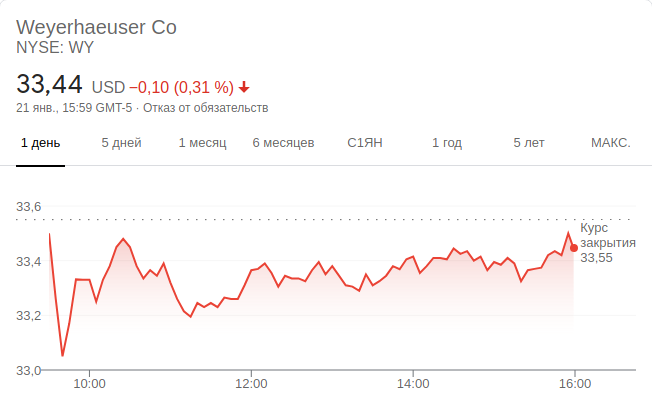 Weyerhaeuser Co
NYSE: WY
33,44 USD −0,10 (0,31 %)
21 янв., 15:59 GMT-5 · Отказ от обязательств
1 день 5 дней 1 месяц 6 месяцев С1ЯН 1 год 5 лет МАКС.
33,6
Курс
закрытия
33,4
33,55
33,2
33,0
10:00 12:00 14:00 16:00